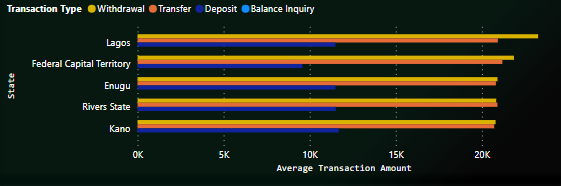 Transaction Type Withdrawal Transfer Deposit Balance Inquiry
Lagos
Federal Capital Territory
Enugu
Rivers State
Kano
State
0K 5K 10K 15K 20K
Average Transaction Amount